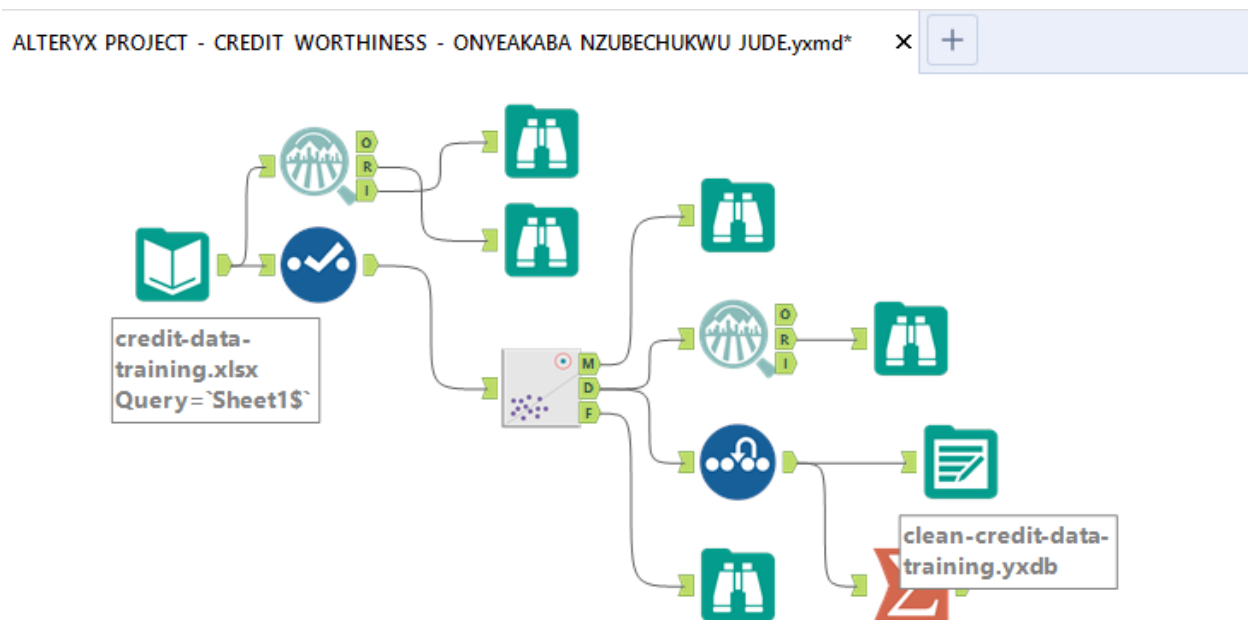 ALTERYX PROJECT - CREDIT WORTHINESS - ONYEAKABA NZUBECHUKWU JUDE.yxmd*
O
R
I
credit-data-
training.xlsx
Query=`Sheet1$`
M
D
F
O
R
I
clean-credit-data-
training.yxdb
Σ